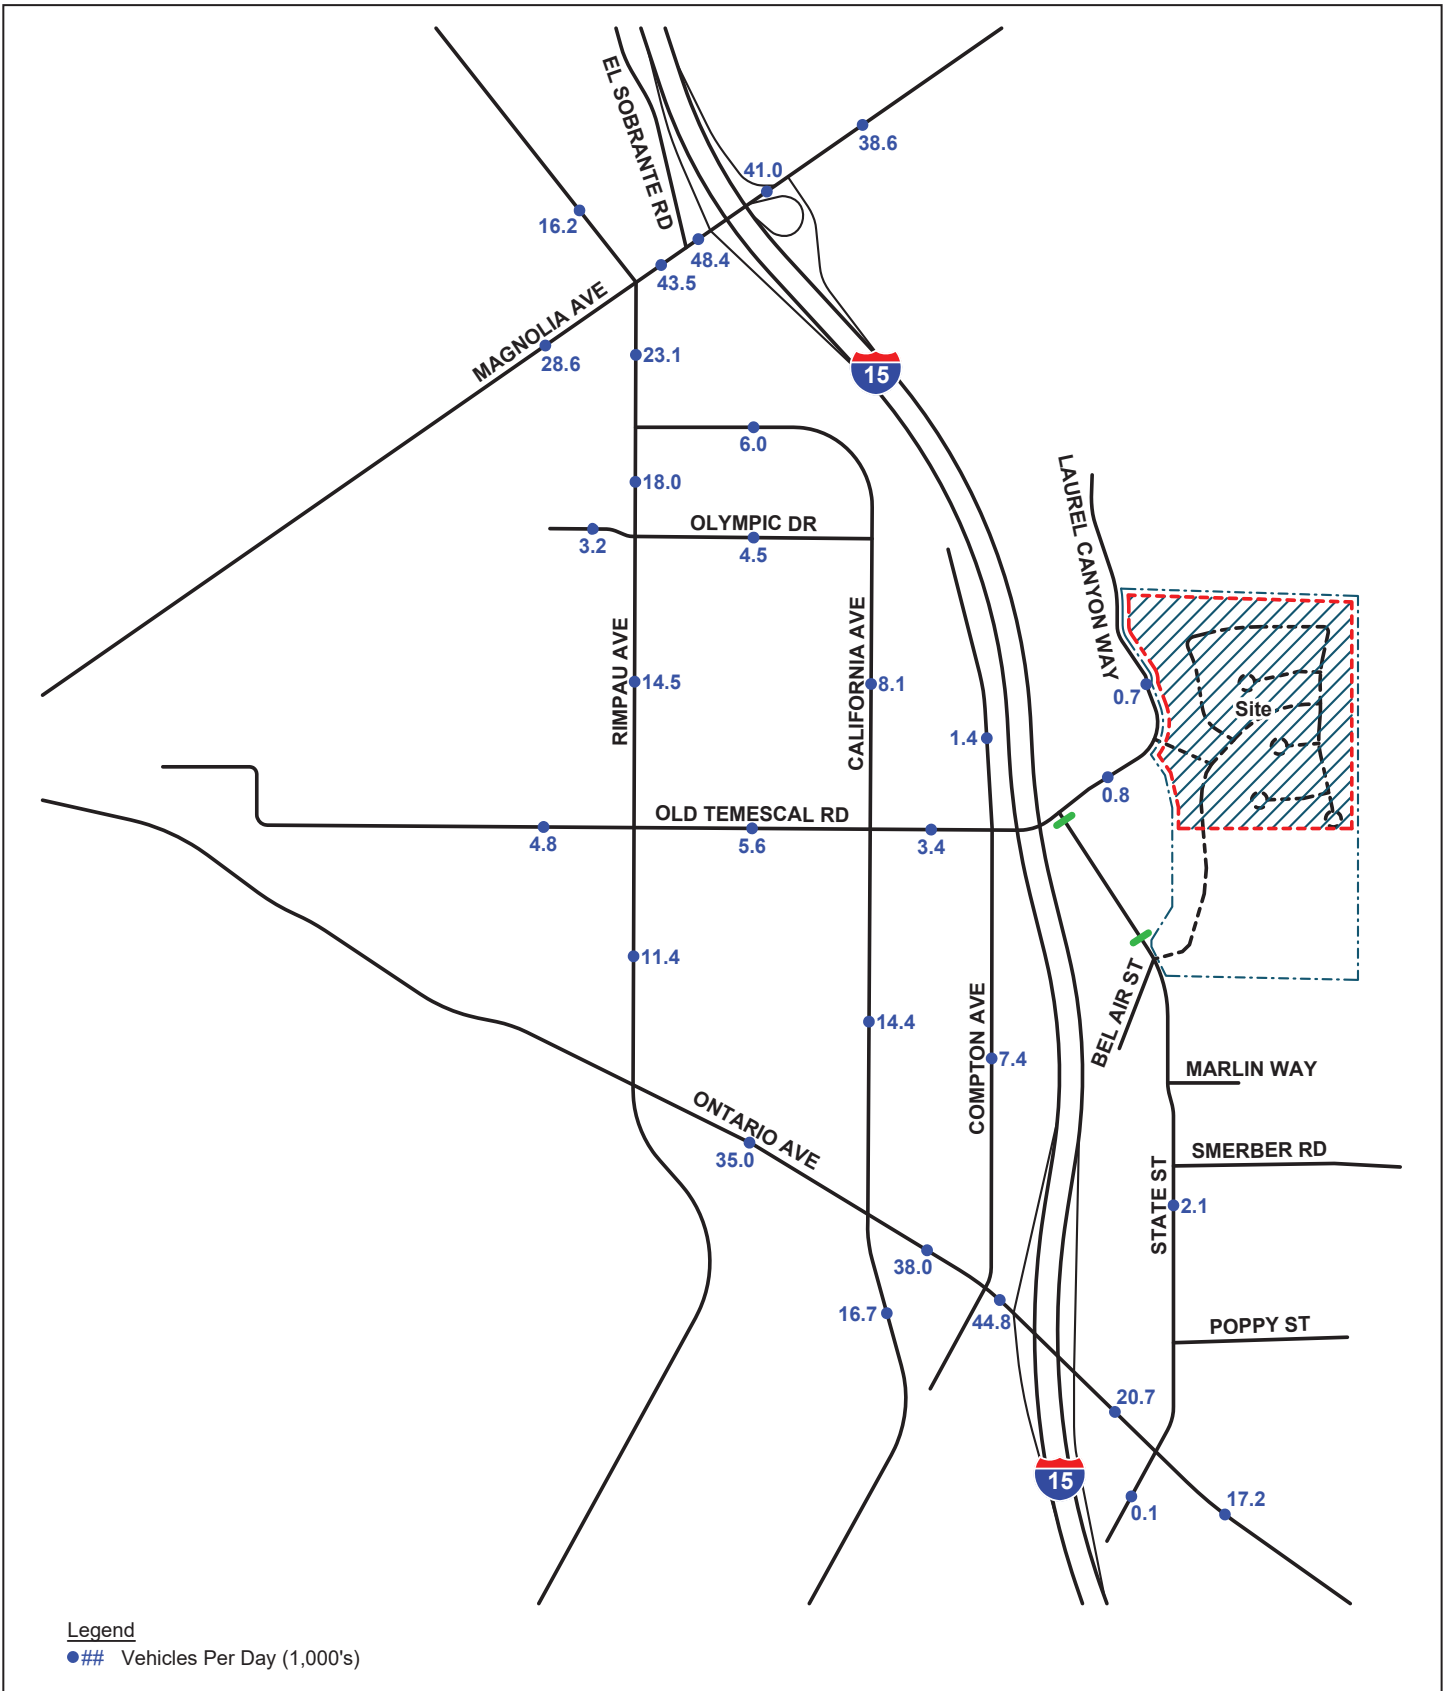 EL SOBRANTE RD
38.6
41.0
16.2
48.4
43.5
MAGNOLIA AVE
28.6
23.1
15
6.0
18.0
LAUREL CANYON WAY
OLYMPIC DR
3.2
4.5
RIMPAU AVE
14.5
CALIFORNIA AVE
8.1
0.7
Site
1.4
0.8
OLD TEMESCAL RD
4.8
5.6
3.4
11.4
14.4
COMPTON AVE
7.4
BEL AIR ST
MARLIN WAY
ONTARIO AVE
35.0
SMERBER RD
STATE ST
2.1
38.0
16.7
44.8
POPPY ST
20.7
15
0.1
17.2
Legend
## Vehicles Per Day (1,000's)